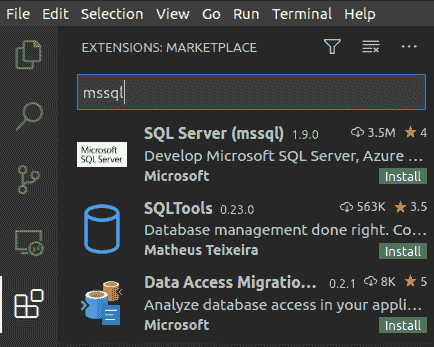 File Edit Selection View Go Run Terminal Help
EXTENSIONS: MARKETPLACE
mssql
Microsoft
SQL Server
SQL Server (mssql) 1.9.0 3.5M 4
Develop Microsoft SQL Server, Azure ...
Microsoft Install
SQLTools 0.23.0 563K 3.5
Database management done right. Co...
Matheus Teixeira Install
Data Access Migratio... 0.2.1 8K 5
Analyze database access in your appli...
Microsoft Install